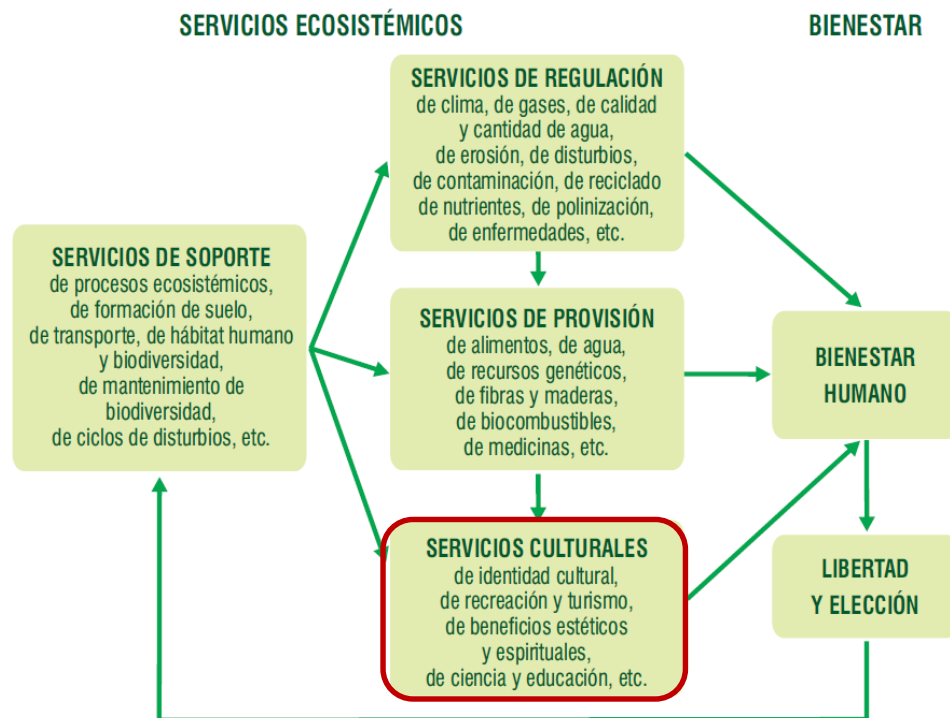 SERVICIOS ECOSISTÉMICOS
BIENESTAR
SERVICIOS DE REGULACIÓN
de clima, de gases, de calidad
y cantidad de agua,
de erosión, de disturbios,
de contaminación, de reciclado
de nutrientes, de polinización,
de enfermedades, etc.
SERVICIOS DE SOPORTE
de procesos ecosistémicos,
de formación de suelo,
de transporte, de hábitat humano
y biodiversidad,
de mantenimiento de
biodiversidad,
de ciclos de disturbios, etc.
SERVICIOS DE PROVISIÓN
de alimentos, de agua,
de recursos genéticos,
de fibras y maderas,
de biocombustibles,
de medicinas, etc.
BIENESTAR
HUMANO
SERVICIOS CULTURALES
de identidad cultural,
de recreación y turismo,
de beneficios estéticos
y espirituales,
de ciencia y educación, etc.
LIBERTAD
Y ELECCIÓN